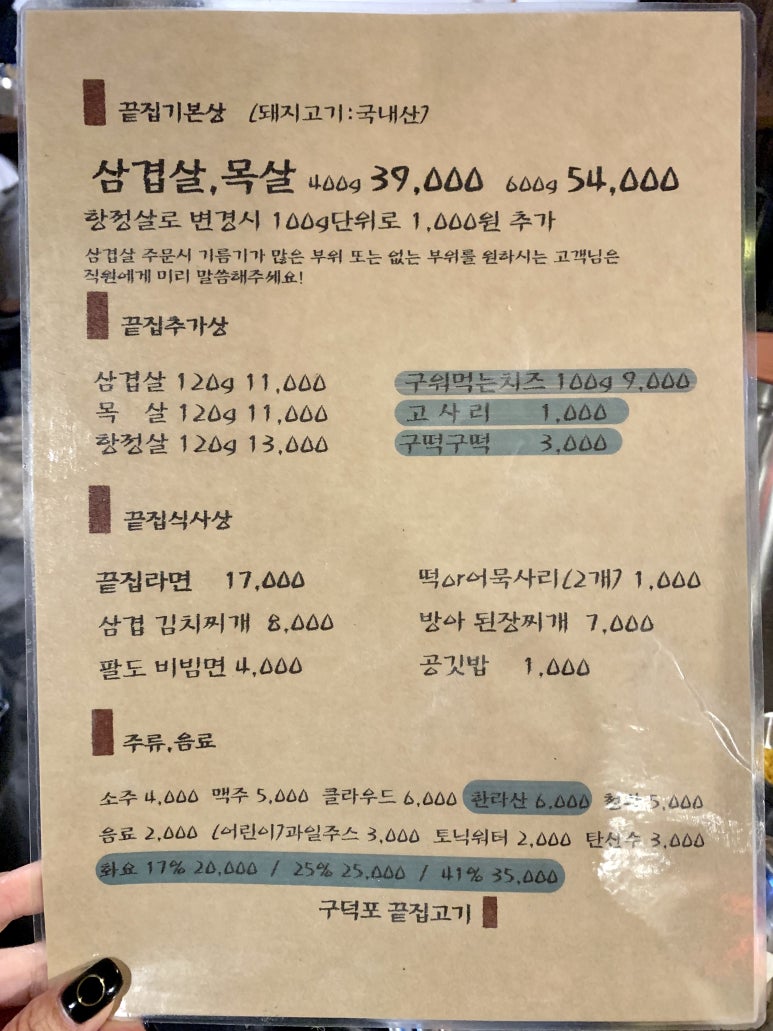 끝집기본상 (돼지고기:국내산)
삼겹살,목살 400g 39,000 600g 54,000
항정살로 변경시 100g단위로 1,000원 추가
삼겹살 주문시 기름기가 많은 부위 또는 없는 부위를 원하시는 고객님은
직원에게 미리 말씀해주세요!
끝집추가상
삼겹살 120g 11,000 구워먹는치즈 100g 9,000
목 살 120g 11,000 고사리 1,000
항정살 120g 13,000 구떡구떡 3,000
끝집식사상
끝집라면 17,000 떡or어묵사리(2개) 1,000
삼겹 김치찌개 8,000 방아 된장찌개 7,000
팔도 비빔면 4,000 공깃밥 1,000
주류,음료
소주 4,000 맥주 5,000 클라우드 6,000 한라산 6,000 5,000
음료 2,000 (어린이)과일주스 3,000 토닉워터 2,000 탄산수 3,000
화요 17% 20,000 / 25% 25,000 / 41% 35,000
구덕포 끝집고기